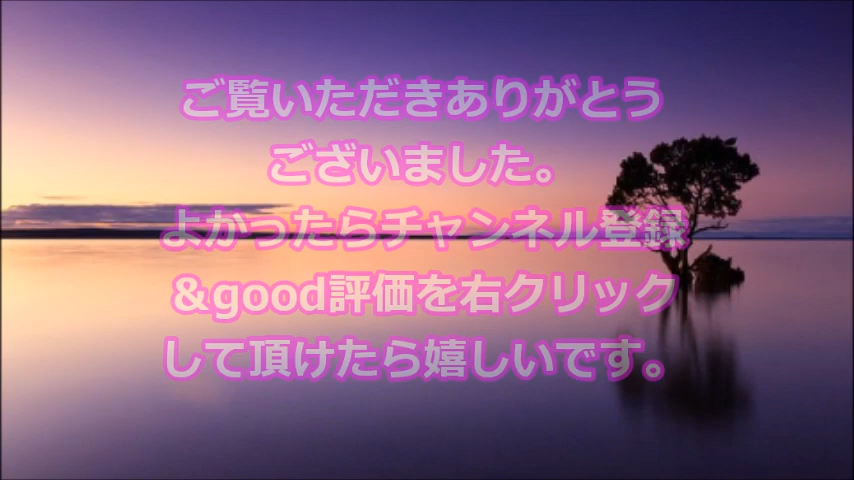 ご覧いただきありがとう
ございました。
よかったらチャンネル登録
&good評価を右クリック
して頂けたら嬉しいです。